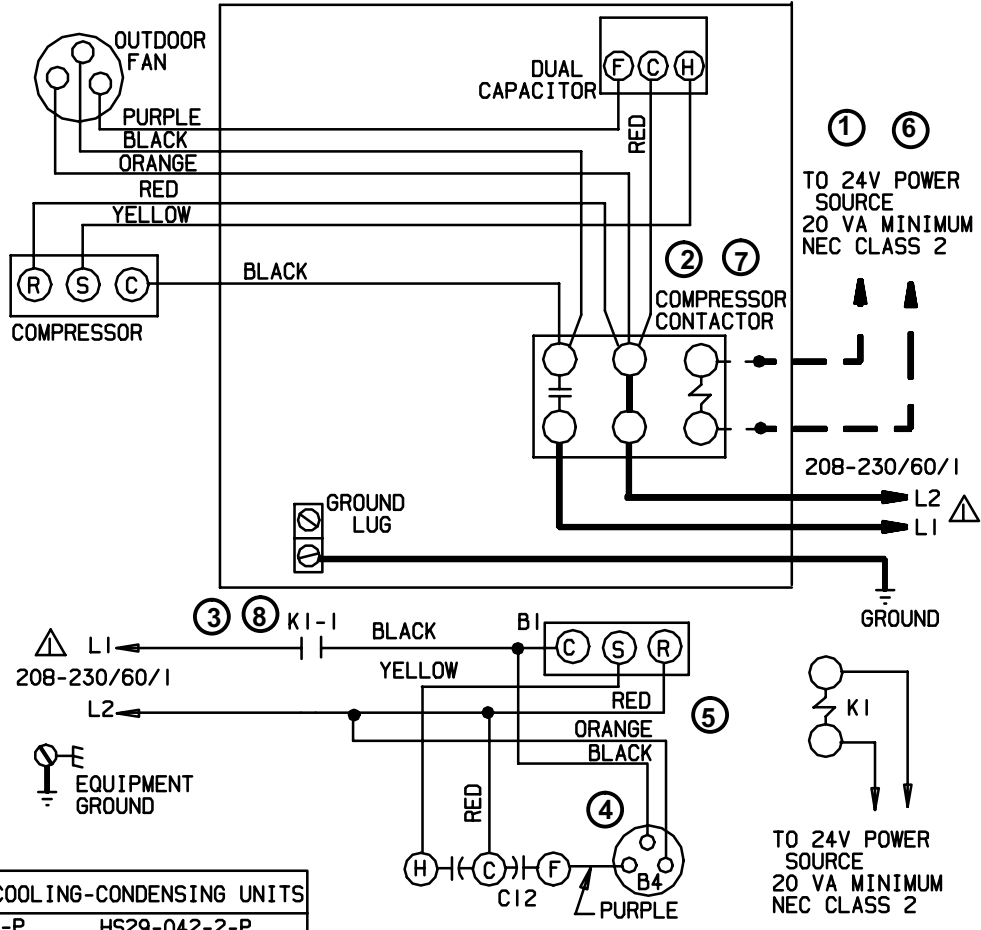 OUTDOOR
FAN
DUAL
CAPACITOR
F C H
PURPLE
BLACK
ORANGE
RED
YELLOW
RED
R S C
BLACK
COMPRESSOR
1 6
TO 24V POWER
SOURCE
20 VA MINIMUM
NEC CLASS 2
2 7
COMPRESSOR
CONTACTOR
208-230/60/1
L2
1
L1
GROUND
LUG
GROUND
3 8 K1-1
BLACK
B1
C S R
1
L1
208-230/60/1
YELLOW
L2
RED
5
ORANGE
BLACK
K1
EQUIPMENT
GROUND
RED
4
H C F
C12
B4
PURPLE
TO 24V POWER
SOURCE
20 VA MINIMUM
NEC CLASS 2
COOLING-CONDENSING UNITS
-P HS29-042-2-P